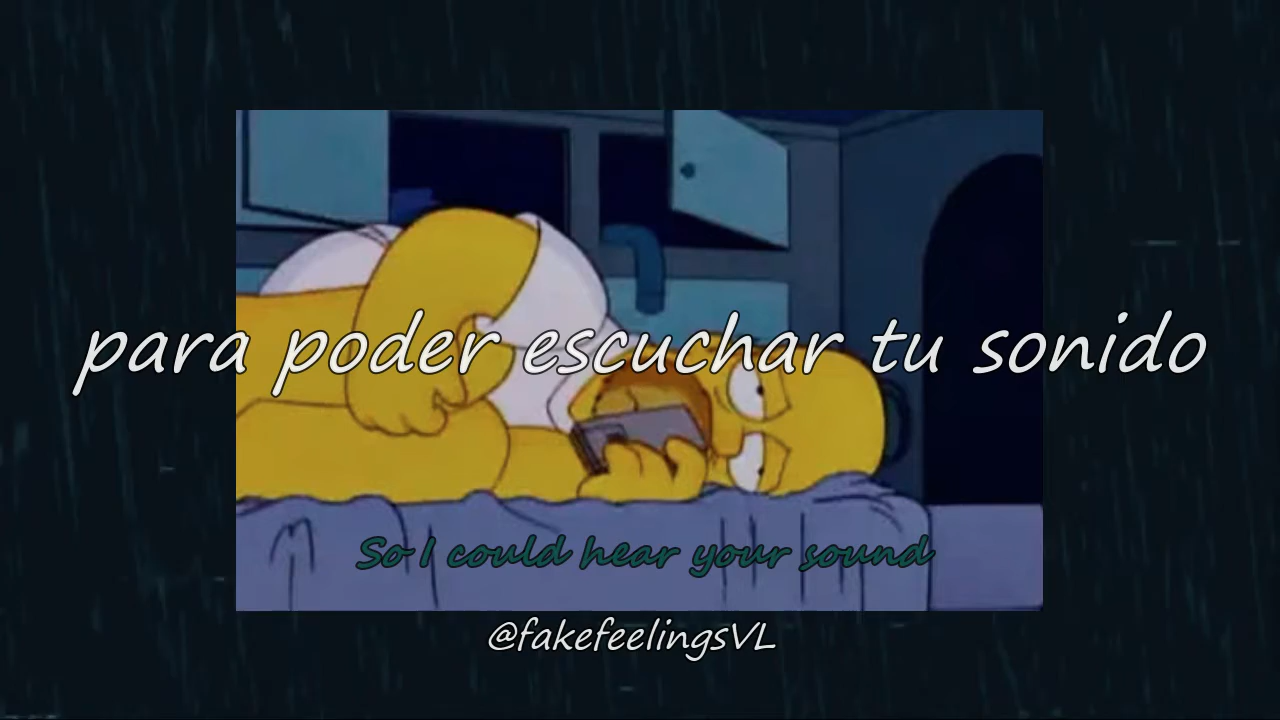 para poder escuchar tu sonido
So I could hear your sound
@fakefeelingsVL